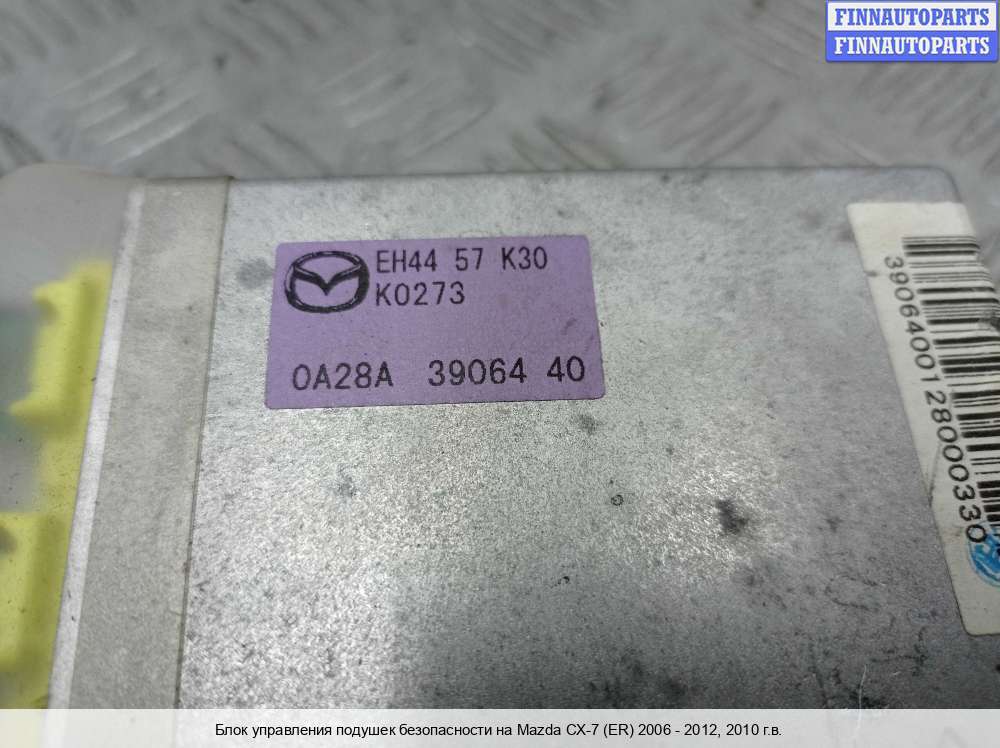 FINNAUTOPARTS
FINNAUTOPARTS
EH44 57 K30
K0273
0A28A 39064 40
3906400128000330
Блок управления подушек безопасности на Mazda CX-7 (ER) 2006 - 2012, 2010 г.в.